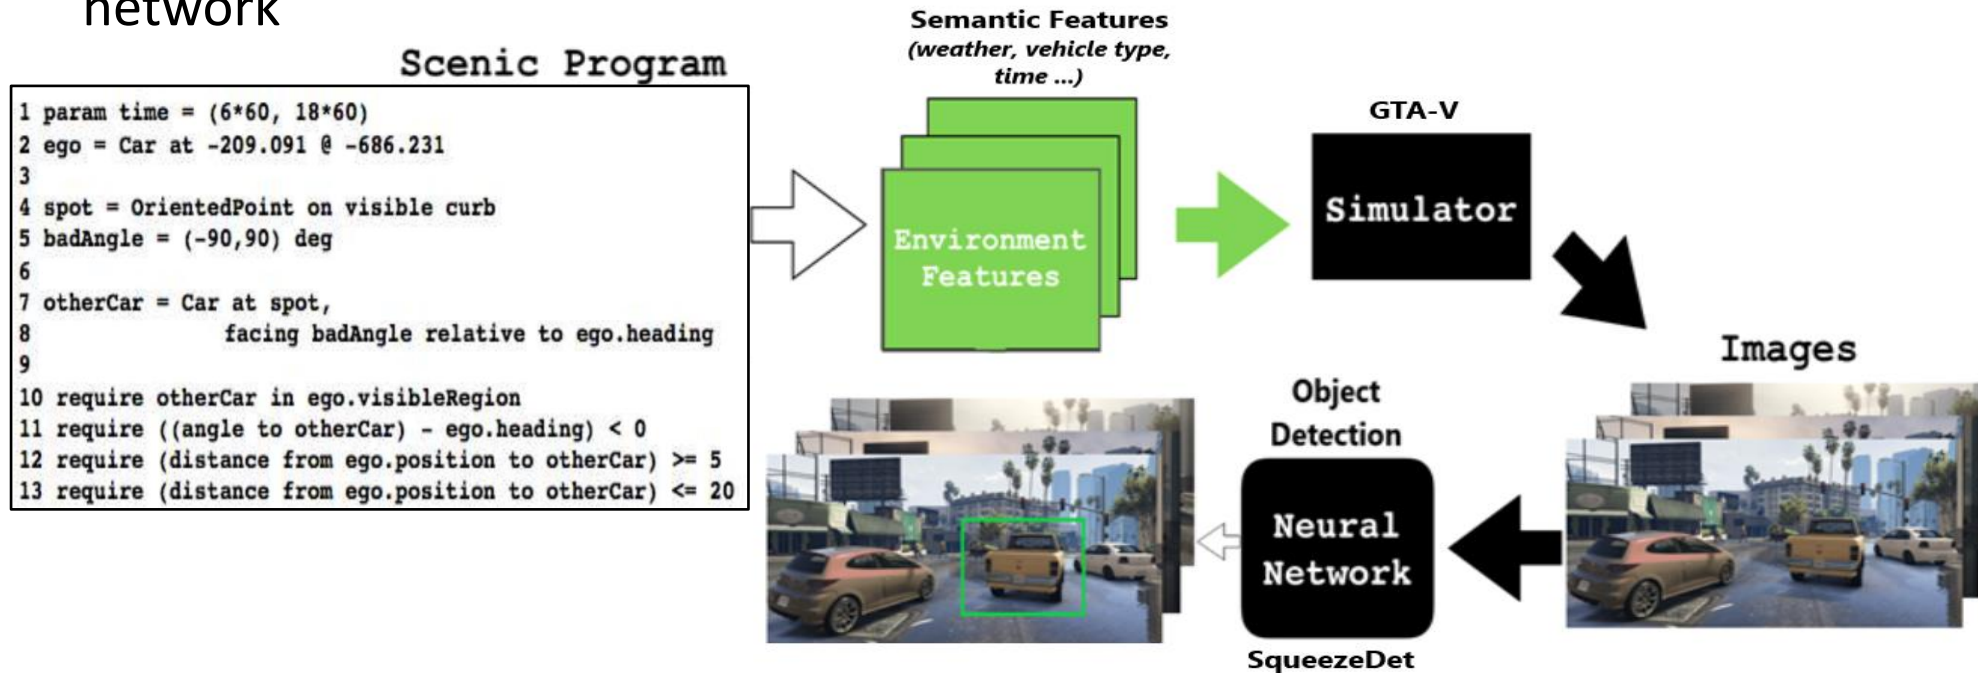 network
Scenic Program
1 param time = (6*60, 18*60)
2 ego = Car at -209.091 @ -686.231
3
4 spot = OrientedPoint on visible curb
5 badAngle = (-90,90) deg
6
7 otherCar = Car at spot,
8 facing badAngle relative to ego.heading
9
10 require otherCar in ego.visibleRegion
11 require ((angle to otherCar) - ego.heading) < 0
12 require (distance from ego.position to otherCar) >= 5
13 require (distance from ego.position to otherCar) <= 20
Semantic Features
(weather, vehicle type,
time ...)
Environment
Features
GTA-V
Simulator
Images
Object
Detection
Neural
Network
SqueezeDet